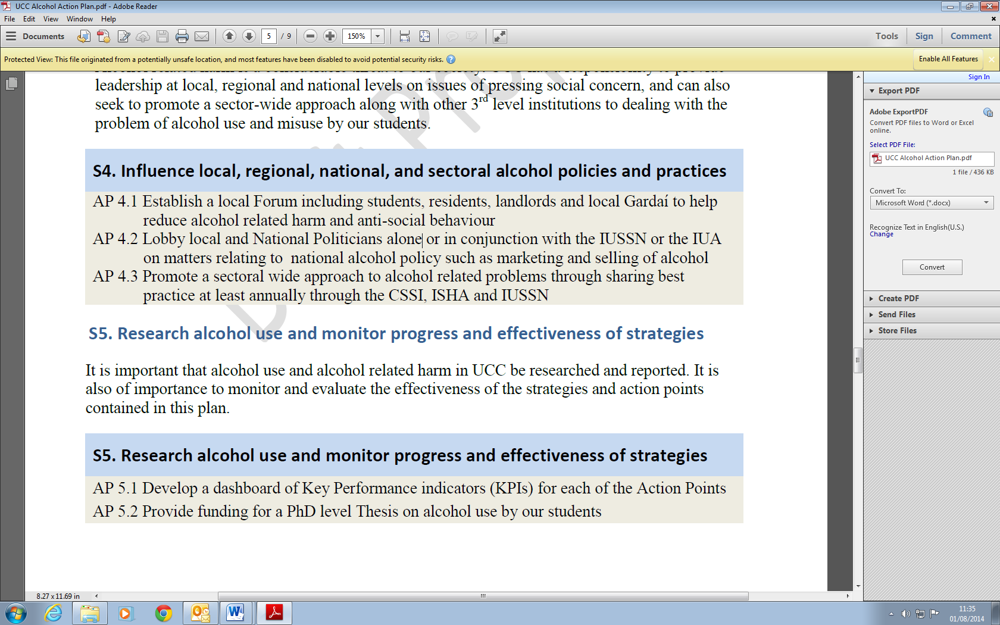 UCC Alcohol Action Plan.pdf - Adobe Reader
File Edit View Window Help
Documents 5 / 9 150% Tools Sign Comment
Protected View: This file originated from a potentially unsafe location, and most features have been disabled to avoid potential security risks. Enable All Features
leadership at local, regional and national levels on issues of pressing social concern, and can also
seek to promote a sector-wide approach along with other 3rd level institutions to dealing with the
problem of alcohol use and misuse by our students.
S4. Influence local, regional, national, and sectoral alcohol policies and practices
AP 4.1 Establish a local Forum including students, residents, landlords and local Gardaí to help
reduce alcohol related harm and anti-social behaviour
AP 4.2 Lobby local and National Politicians alone or in conjunction with the IUSSN or the IUA
on matters relating to national alcohol policy such as marketing and selling of alcohol
AP 4.3 Promote a sectoral wide approach to alcohol related problems through sharing best
practice at least annually through the CSSI, ISHA and IUSSN
S5. Research alcohol use and monitor progress and effectiveness of strategies
It is important that alcohol use and alcohol related harm in UCC be researched and reported. It is
also of importance to monitor and evaluate the effectiveness of the strategies and action points
contained in this plan.
S5. Research alcohol use and monitor progress and effectiveness of strategies
AP 5.1 Develop a dashboard of Key Performance indicators (KPIs) for each of the Action Points
AP 5.2 Provide funding for a PhD level Thesis on alcohol use by our students
8.27 x 11.69 in
Sign In
Export PDF
Adobe ExportPDF
Convert PDF files to Word or Excel
online.
Select PDF File:
UCC Alcohol Action Plan.pdf
1 file / 436 KB
Convert To:
Microsoft Word (*.docx)
Recognize Text in English(U.S.)
Change
Convert
Create PDF
Send Files
Store Files
11:35
01/08/2014